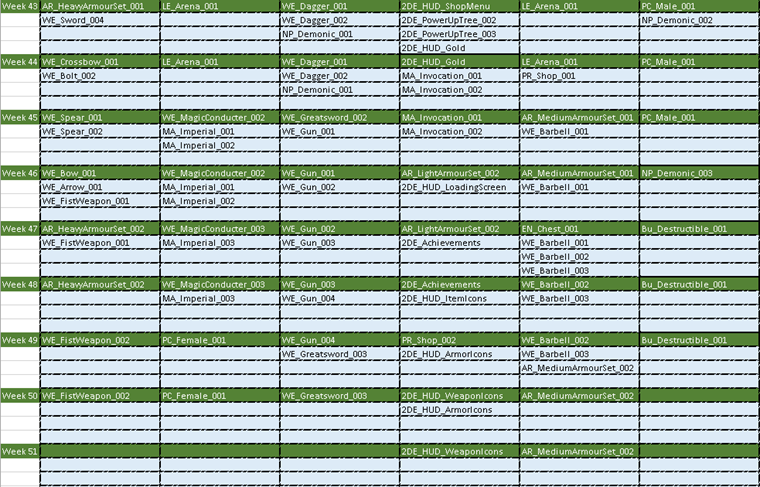 Week 43 AR_HeavyArmourSet_001 LE_Arena_001 WE_Dagger_001 2DE_HUD_ShopMenu LE_Arena_001 PC_Male_001
WE_Sword_004 WE_Dagger_002 2DE_PowerUpTree_002 NP_Demonic_002
NP_Demonic_001 2DE_PowerUpTree_003
2DE_HUD_Gold
Week 44 WE_Crossbow_001 LE_Arena_001 WE_Dagger_001 2DE_HUD_Gold LE_Arena_001
WE_Bolt_002 WE_Dagger_002 MA_Invocation_001 PR_Shop_001
NP_Demonic_001 MA_Invocation_002
Week 45 WE_Spear_001 WE_MagicConducter_002 WE_Greatsword_002 MA_Invocation_001 AR_MediumArmourSet_001 PC_Male_001
WE_Spear_002 MA_Imperial_001 WE_Gun_001 MA_Invocation_002 WE_Barbell_001
MA_Imperial_002
Week 46 WE_Bow_001 WE_MagicConducter_002 WE_Gun_001 AR_LightArmourSet_002 AR_MediumArmourSet_001 NP_Demonic_003
WE_Arrow_001 MA_Imperial_001 WE_Gun_002 2DE_HUD_LoadingScreen WE_Barbell_001
WE_FistWeapon_001 MA_Imperial_002
Week 47 AR_HeavyArmourSet_002 WE_MagicConducter_003 WE_Gun_002 AR_LightArmourSet_002 EN_Chest_001 Bu_Destructible_001
WE_FistWeapon_001 MA_Imperial_003 WE_Gun_003 2DE_Achievements WE_Barbell_001
WE_Barbell_002
WE_Barbell_003
Week 48 AR_HeavyArmourSet_002 WE_MagicConducter_003 WE_Gun_003 2DE_Achievements WE_Barbell_002 Bu_Destructible_001
MA_Imperial_003 WE_Gun_004 2DE_HUD_ItemIcons WE_Barbell_003
Week 49 WE_FistWeapon_002 PC_Female_001 WE_Gun_004 PR_Shop_002 WE_Barbell_002 Bu_Destructible_001
WE_Greatsword_003 2DE_HUD_ArmorIcons WE_Barbell_003
AR_MediumArmourSet_002
Week 50 WE_FistWeapon_002 PC_Female_001 WE_Greatsword_003 2DE_HUD_WeaponIcons AR_MediumArmourSet_002
2DE_HUD_ArmorIcons
Week 51 2DE_HUD_WeaponIcons AR_MediumArmourSet_002